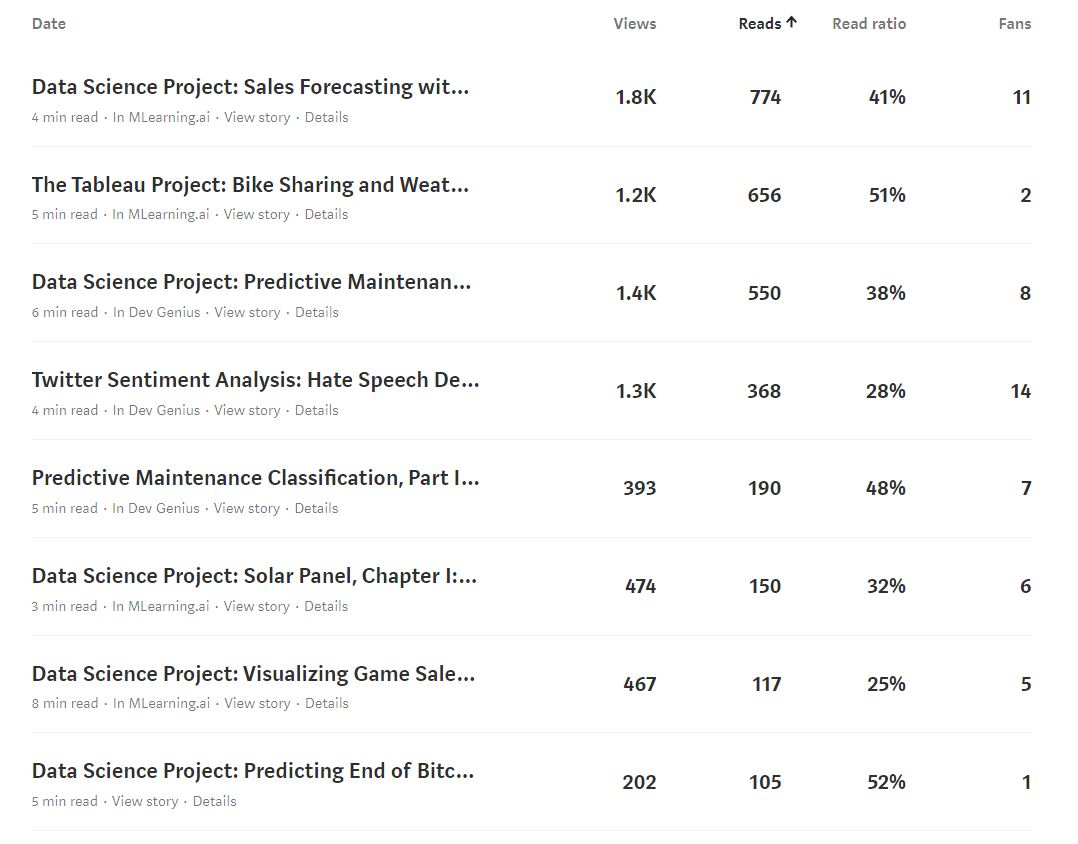 Date Views Reads ↑ Read ratio Fans
Data Science Project: Sales Forecasting wit... 1.8K 774 41% 11
4 min read · In MLearning.ai · View story · Details
The Tableau Project: Bike Sharing and Weat... 1.2K 656 51% 2
5 min read · In MLearning.ai · View story · Details
Data Science Project: Predictive Maintenan... 1.4K 550 38% 8
6 min read · In Dev Genius · View story · Details
Twitter Sentiment Analysis: Hate Speech De... 1.3K 368 28% 14
4 min read · In Dev Genius · View story · Details
Predictive Maintenance Classification, Part I... 393 190 48% 7
5 min read · In Dev Genius · View story · Details
Data Science Project: Solar Panel, Chapter I:... 474 150 32% 6
3 min read · In MLearning.ai · View story · Details
Data Science Project: Visualizing Game Sale... 467 117 25% 5
8 min read · In MLearning.ai · View story · Details
Data Science Project: Predicting End of Bitc... 202 105 52% 1
5 min read · View story · Details